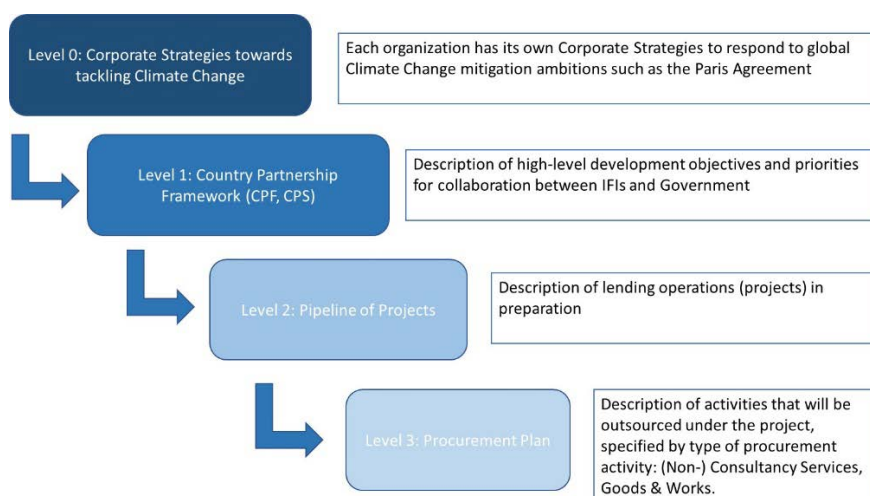 Level 0: Corporate Strategies towards
tackling Climate Change
Each organization has its own Corporate Strategies to respond to global
Climate Change mitigation ambitions such as the Paris Agreement
Level 1: Country Partnership
Framework (CPF, CPS)
Description of high-level development objectives and priorities
for collaboration between IFIs and Government
Level 2: Pipeline of Projects
Description of lending operations (projects) in
preparation
Level 3: Procurement Plan
Description of activities that will be
outsourced under the project,
specified by type of procurement
activity: (Non-) Consultancy Services,
Goods & Works.